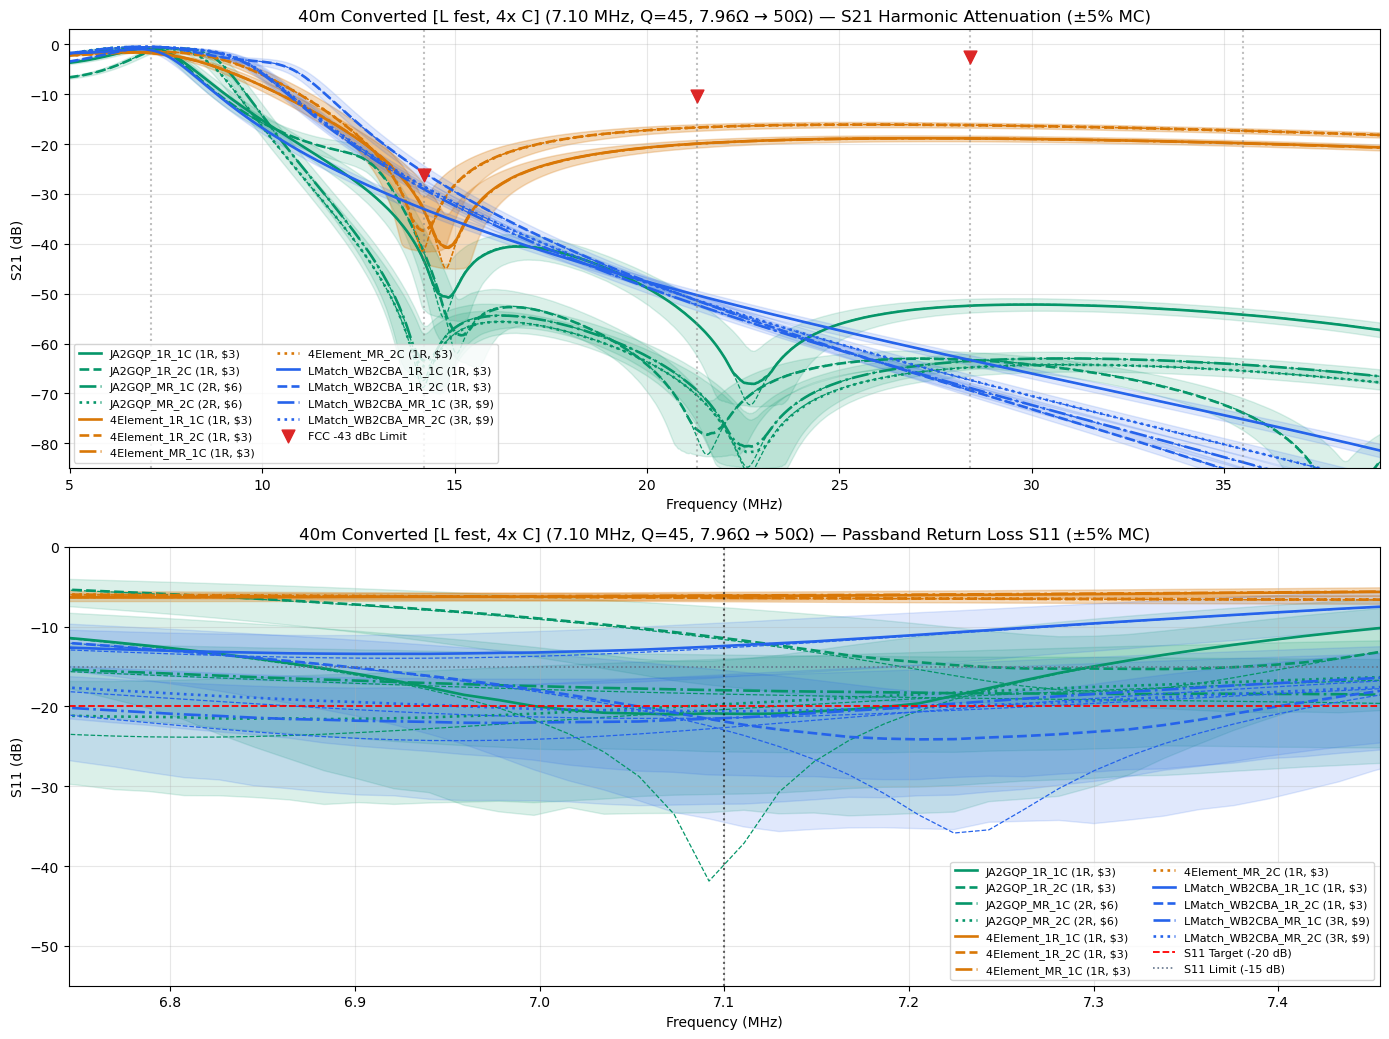 40m Converted [L fest, 4x C] (7.10 MHz, Q=45, 7.96Ω → 50Ω) — S21 Harmonic Attenuation (±5% MC)
S21 (dB)
0
−10
−20
−30
−40
−50
−60
−70
−80
JA2GQP_1R_1C (1R, $3)
JA2GQP_1R_2C (1R, $3)
JA2GQP_MR_1C (2R, $6)
JA2GQP_MR_2C (2R, $6)
4Element_1R_1C (1R, $3)
4Element_1R_2C (1R, $3)
4Element_MR_1C (1R, $3)
4Element_MR_2C (1R, $3)
LMatch_WB2CBA_1R_1C (1R, $3)
LMatch_WB2CBA_1R_2C (1R, $3)
LMatch_WB2CBA_MR_1C (3R, $9)
LMatch_WB2CBA_MR_2C (3R, $9)
FCC -43 dBc Limit
5 10 15 20 25 30 35
Frequency (MHz)
40m Converted [L fest, 4x C] (7.10 MHz, Q=45, 7.96Ω → 50Ω) — Passband Return Loss S11 (±5% MC)
S11 (dB)
0
−10
−20
−30
−40
−50
JA2GQP_1R_1C (1R, $3)
JA2GQP_1R_2C (1R, $3)
JA2GQP_MR_1C (2R, $6)
JA2GQP_MR_2C (2R, $6)
4Element_1R_1C (1R, $3)
4Element_1R_2C (1R, $3)
4Element_MR_1C (1R, $3)
4Element_MR_2C (1R, $3)
LMatch_WB2CBA_1R_1C (1R, $3)
LMatch_WB2CBA_1R_2C (1R, $3)
LMatch_WB2CBA_MR_1C (3R, $9)
LMatch_WB2CBA_MR_2C (3R, $9)
S11 Target (-20 dB)
S11 Limit (-15 dB)
6.8 6.9 7.0 7.1 7.2 7.3 7.4
Frequency (MHz)